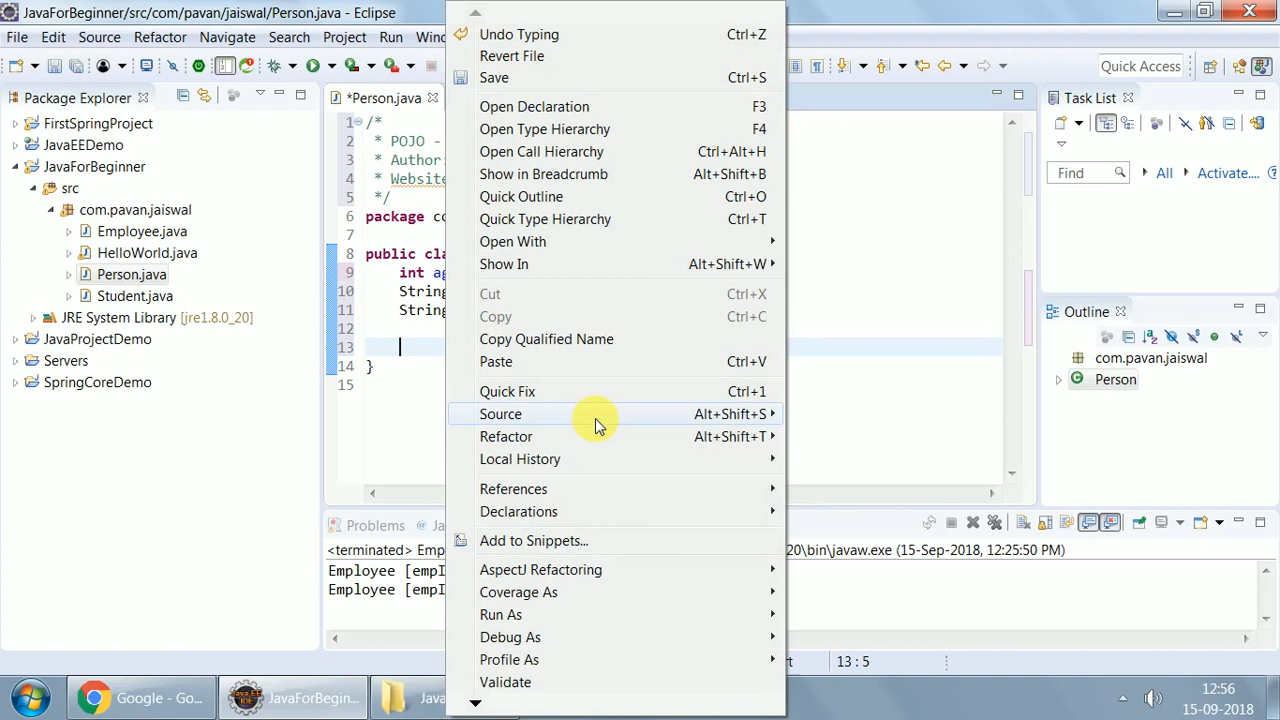 JavaForBeginner/src/com/pavan/jaiswal/Person.java - Eclipse
File Edit Source Refactor Navigate Search Project Run
Quick Access
Package Explorer
FirstSpringProject
JavaEEDemo
JavaForBeginner
src
com.pavan.jaiswal
Employee.java
HelloWorld.java
Person.java
Student.java
JRE System Library [jre1.8.0_20]
JavaProjectDemo
Servers
SpringCoreDemo
*Person.java
1 /*
2 * POJO -
3 * Author:
4 * Website
5 */
6 package
7
8 public
9 int
10 String
11 String
12
13
14 }
15
Undo Typing Ctrl+Z
Revert File
Save Ctrl+S
Open Declaration F3
Open Type Hierarchy F4
Open Call Hierarchy Ctrl+Alt+H
Show in Breadcrumb Alt+Shift+B
Quick Outline Ctrl+O
Quick Type Hierarchy Ctrl+T
Open With
Show In Alt+Shift+W
Cut Ctrl+X
Copy Ctrl+C
Copy Qualified Name
Paste Ctrl+V
Quick Fix Ctrl+1
Source Alt+Shift+S
Refactor Alt+Shift+T
Local History
References
Declarations
Add to Snippets...
AspectJ Refactoring
Coverage As
Run As
Debug As
Profile As
Validate
Task List
Find All Activate...
Outline
com.pavan.jaiswal
Person
Problems @
<terminated> 20\bin\javaw.exe (15-Sep-2018, 12:25:50 PM)
Employee
Employee
13 : 5
Google - Go...
JavaForBegin...
12:56
15-09-2018